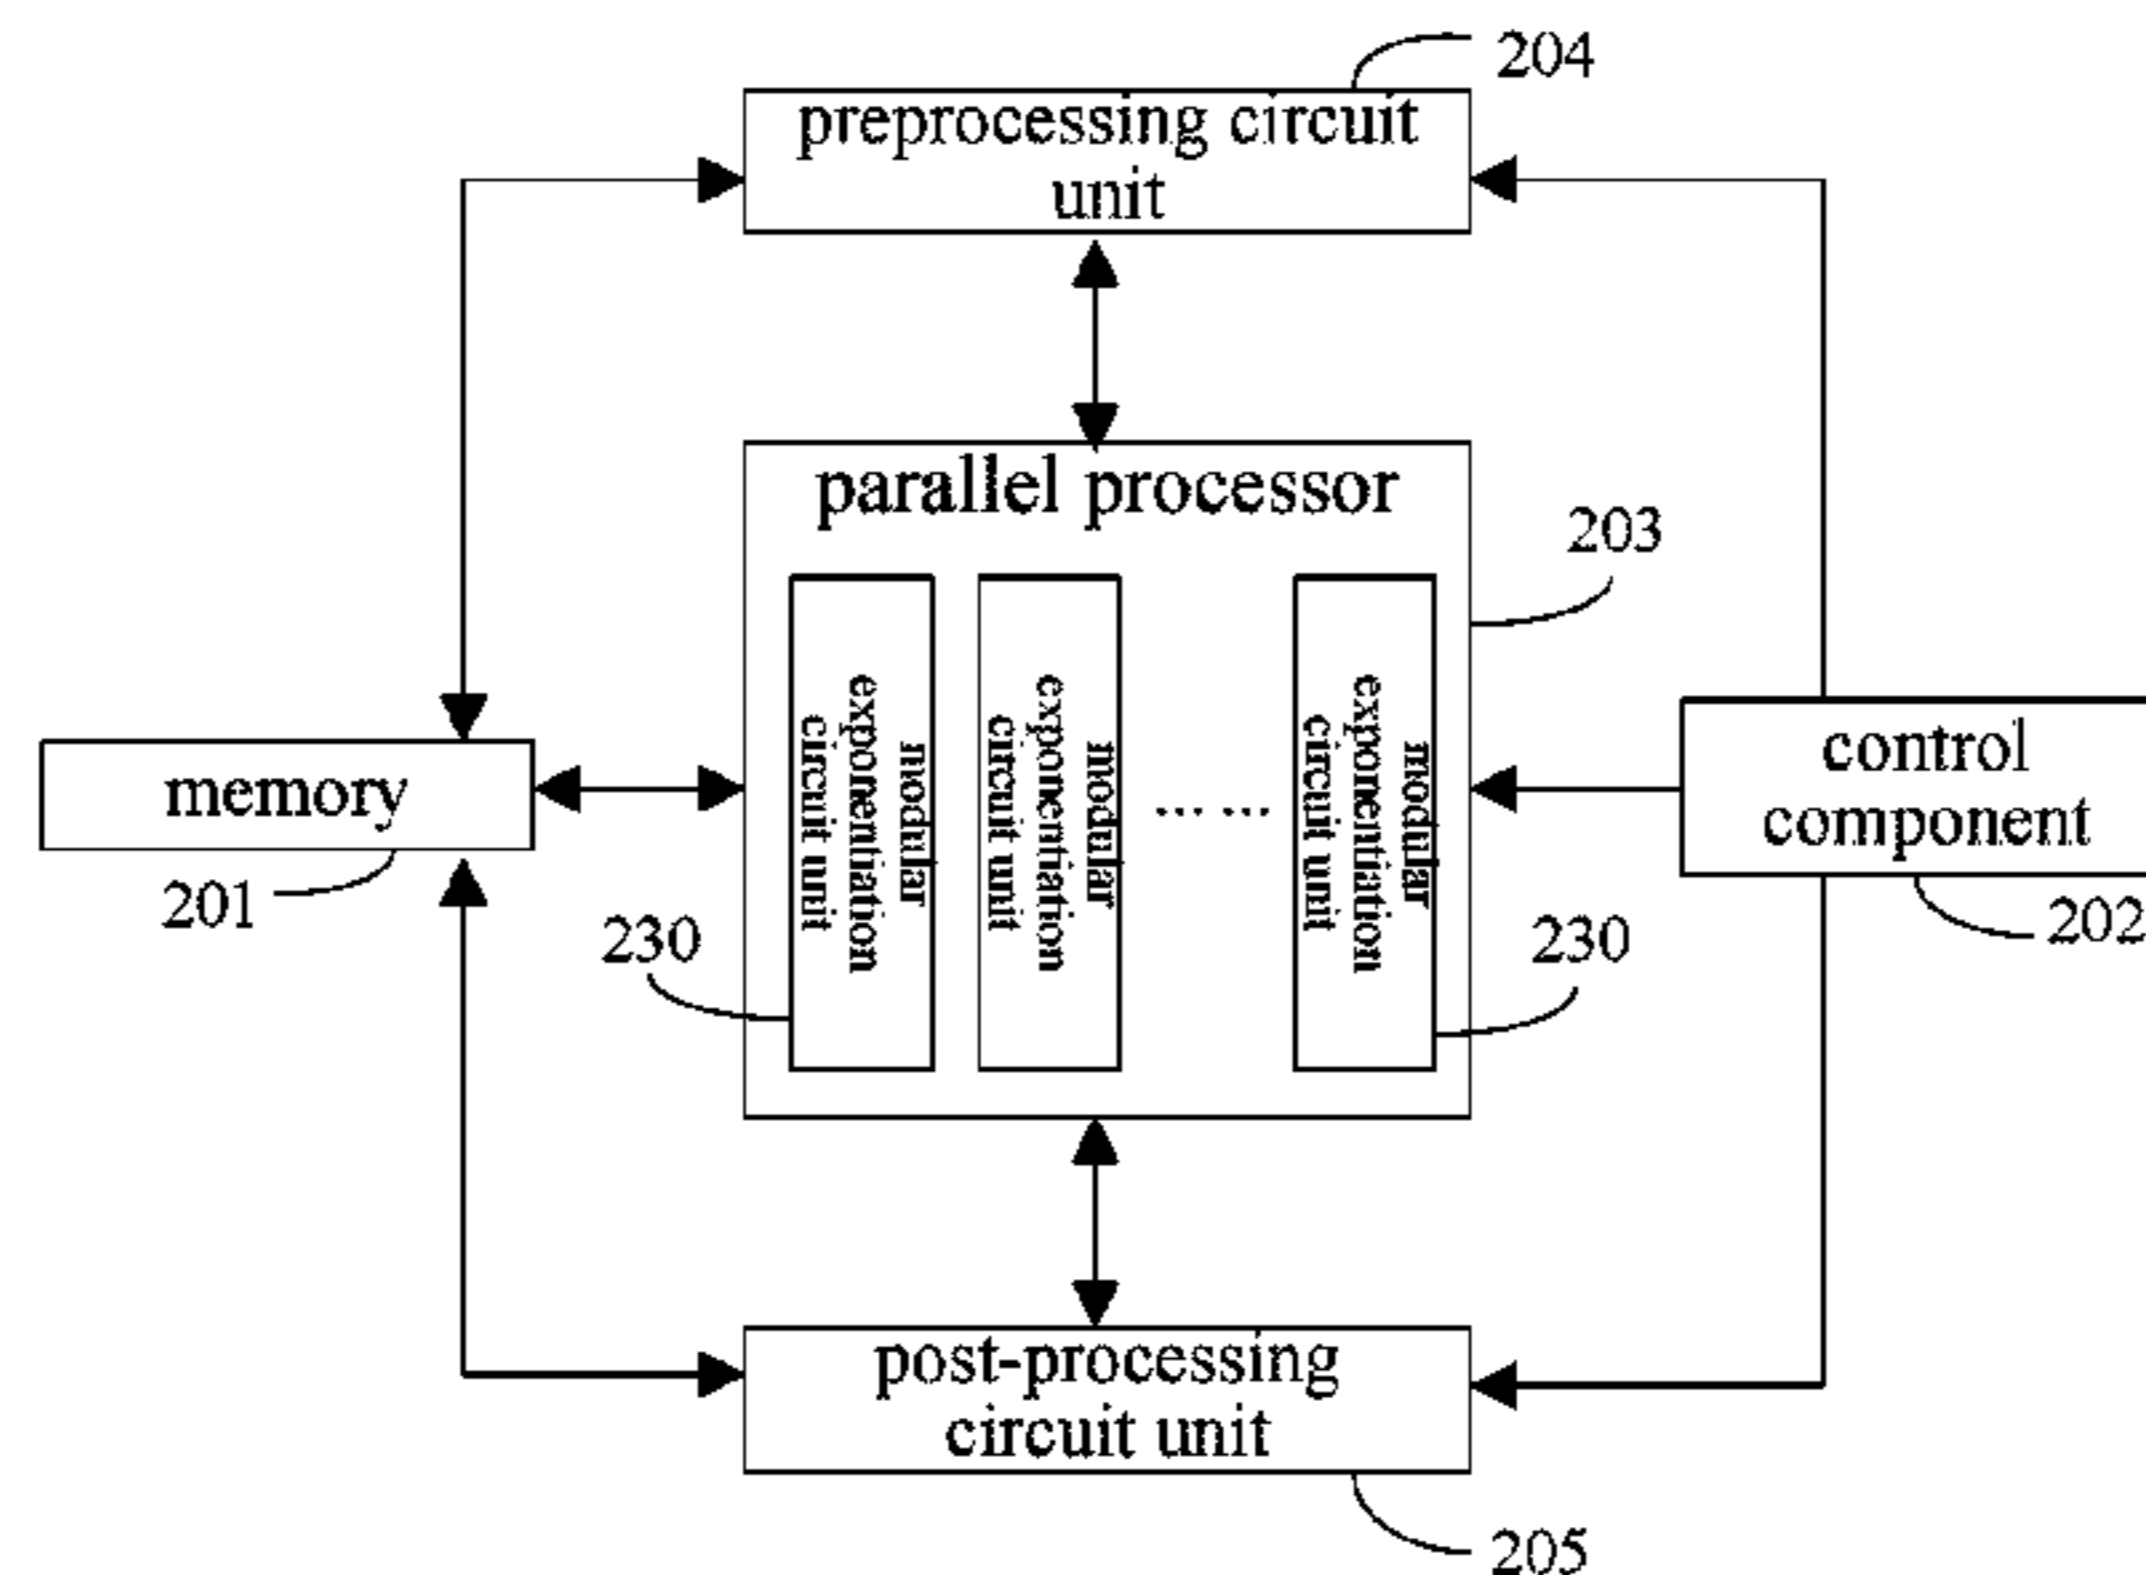 204
preprocessing circuit
unit
parallel processor
203
modular
exponentiation
circuit unit
modular
exponentiation
circuit unit
... ...
modular
exponentiation
circuit unit
control
component
memory
201
230
230
202
post-processing
circuit unit
205